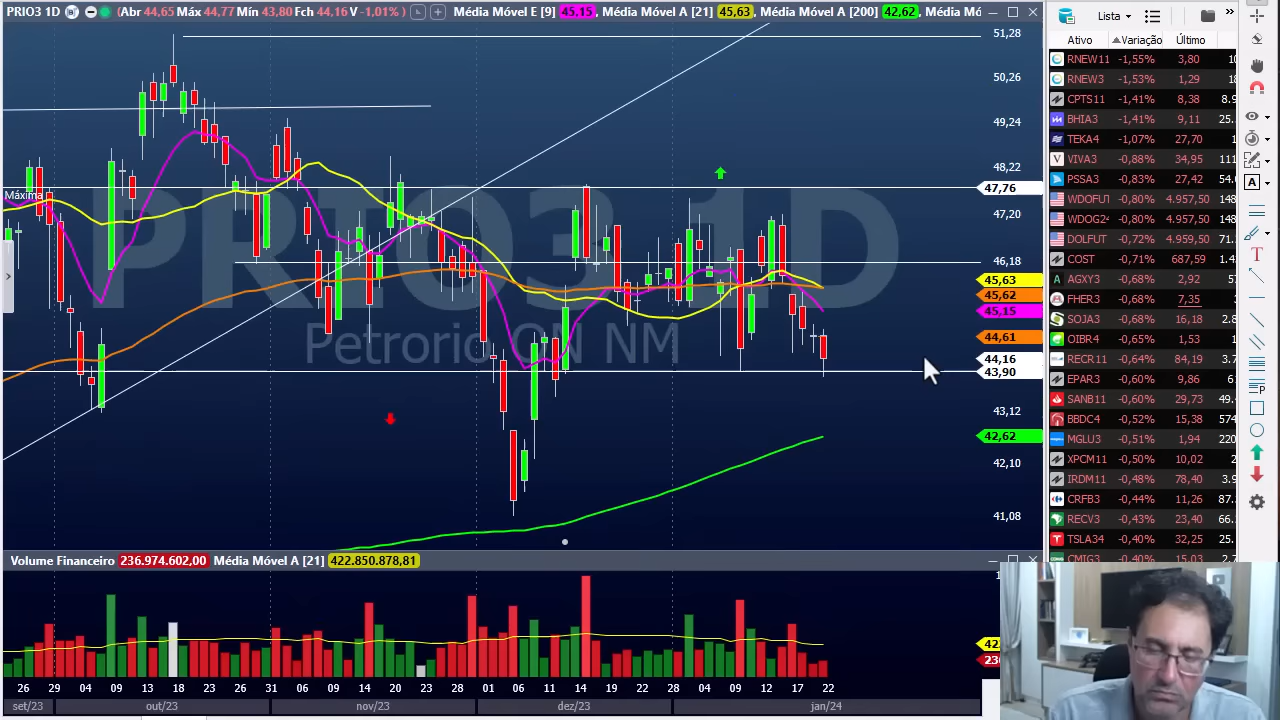 PRIO3 1D (Abr 44,65 Máx 44,77 Mín 43,80 Fch 44,16 V -1,01% ) Média Móvel E [9] 45,15, Média Móvel A [21] 45,63, Média Móvel A [200] 42,62, Média Mó
51,28
50,26
49,24
48,22
Máxima
47,76
47,20
46,18
45,63
45,62
45,15
44,61
44,16
43,90
43,12
42,62
42,10
41,08
PRIO3 1D
Petrorio ON NM
Volume Financeiro 236.974.602,00 Média Móvel A [21] 422.850.878,81
26 29 04 09 13 18 23 26 31 06 09 14 17 23 28 01 06 11 14 19 22 28 04 09 12 17 22
set/23 out/23 nov/23 dez/23 jan/24
Lista
Ativo Variação Último
RNEW11 -1,55% 3,80
RNEW3 -1,53% 1,29
CPTS11 -1,41% 8,38
BHIA3 -1,41% 9,11
TEKA4 -1,07% 27,70
VIVA3 -0,88% 34,95
PSSA3 -0,83% 27,42
WDOFUT -0,80% 4.957,50
WDOG24 -0,80% 4.957,50
DOLFUT -0,72% 4.959,50
COST -0,71% 687,59
AGXY3 -0,68% 2,92
FHER3 -0,68% 7,35
SOJA3 -0,68% 16,18
OIBR4 -0,65% 1,53
RECR11 -0,64% 84,19
EPAR3 -0,60% 9,86
SANB11 -0,60% 29,73
BBDC4 -0,52% 15,38
MGLU3 -0,51% 1,94
XPCM11 -0,50% 10,02
IRDM11 -0,48% 78,40
CRFB3 -0,44% 11,26
RECV3 -0,43% 23,40
TSLA34 -0,40% 32,25
CMIG3 -0,40% 15,03